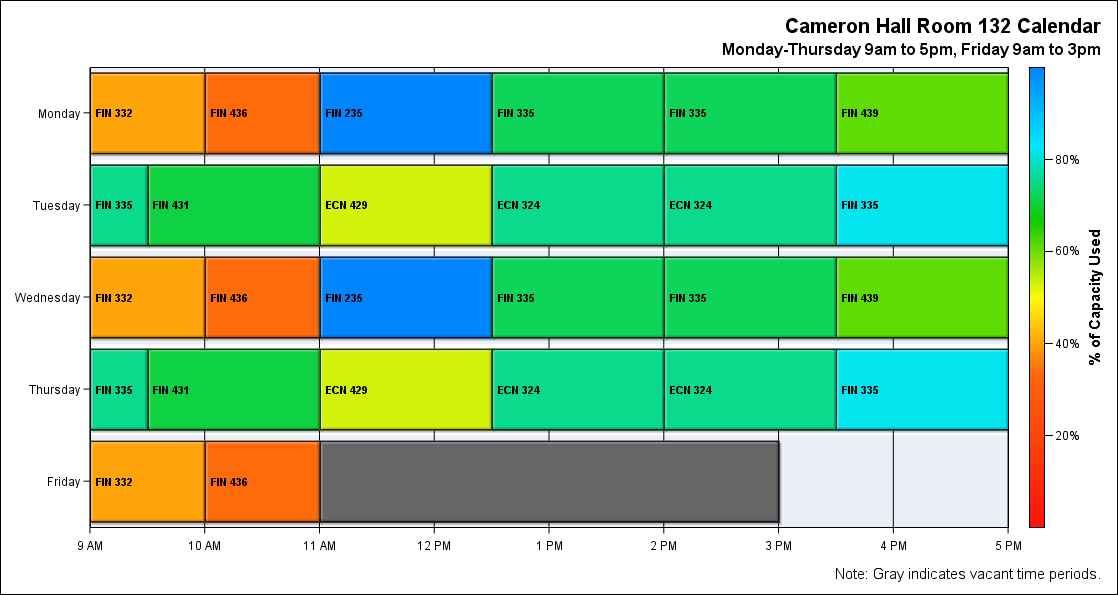 Cameron Hall Room 132 Calendar
Monday-Thursday 9am to 5pm, Friday 9am to 3pm
Monday FIN 332 FIN 436 FIN 235 FIN 335 FIN 335 FIN 439
Tuesday FIN 335 FIN 431 ECN 429 ECN 324 ECN 324 FIN 335
Wednesday FIN 332 FIN 436 FIN 235 FIN 335 FIN 335 FIN 439
Thursday FIN 335 FIN 431 ECN 429 ECN 324 ECN 324 FIN 335
Friday FIN 332 FIN 436
9 AM 10 AM 11 AM 12 PM 1 PM 2 PM 3 PM 4 PM 5 PM
80%
60%
40%
20%
% of Capacity Used
Note: Gray indicates vacant time periods.